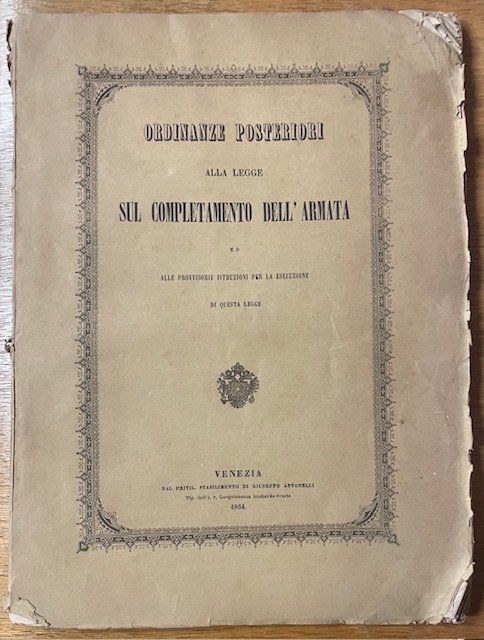 ORDINANZE POSTERIORI
ALLA LEGGE
SUL COMPLETAMENTO DELL' ARMATA
ED
ALLE PROVVISORIE ISTRUZIONI PER LA ESECUZIONE
DI QUESTA LEGGE
VENEZIA
DAL PRIVIL. STABILIMENTO DI GIUSEPPE ANTONELLI
Tip. dell'i. r. Luogotenenza lombardo-veneta
1864.